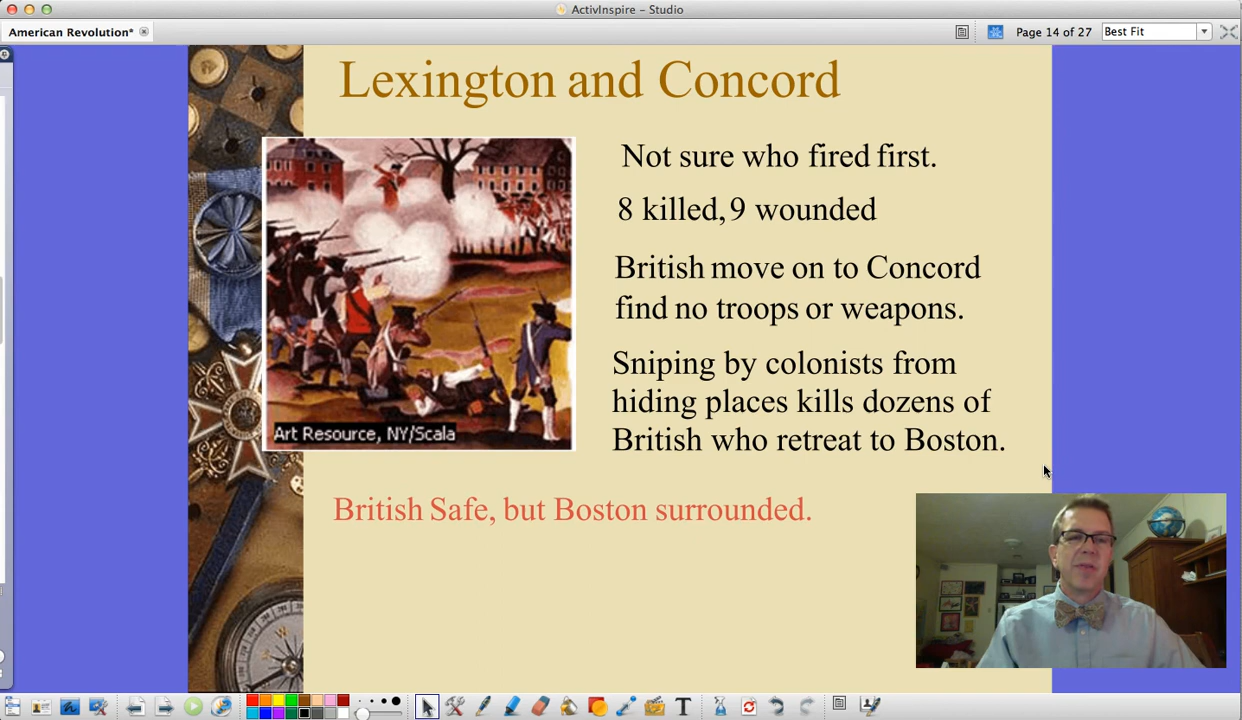 ActivInspire – Studio
American Revolution*
Page 14 of 27
Best Fit
Lexington and Concord
Not sure who fired first.
8 killed, 9 wounded
British move on to Concord
find no troops or weapons.
Sniping by colonists from
hiding places kills dozens of
British who retreat to Boston.
Art Resource, NY/Scala
British Safe, but Boston surrounded.
T